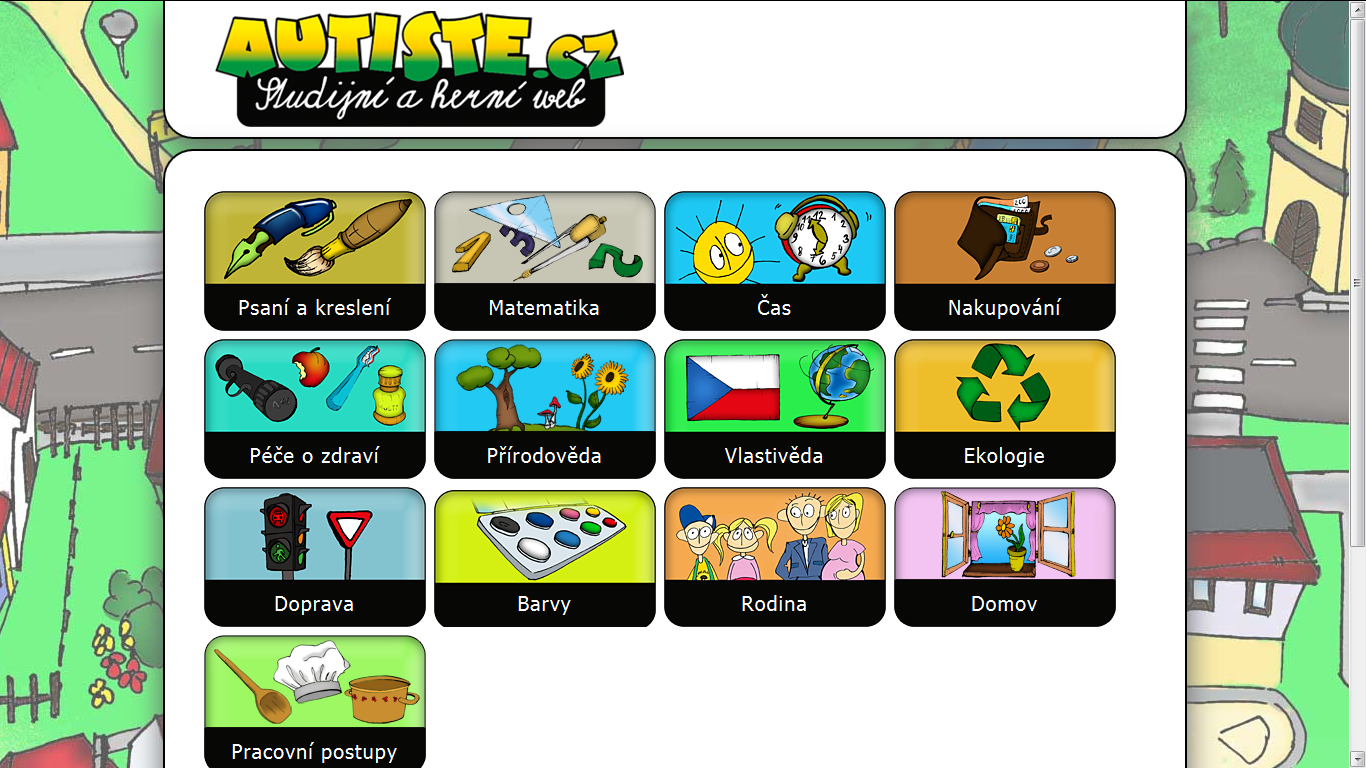 AUTISTE.cz
Studijní a herní web
Psaní a kreslení
Matematika
Čas
Nakupování
Péče o zdraví
Přírodověda
Vlastivěda
Ekologie
Doprava
Barvy
Rodina
Domov
Pracovní postupy